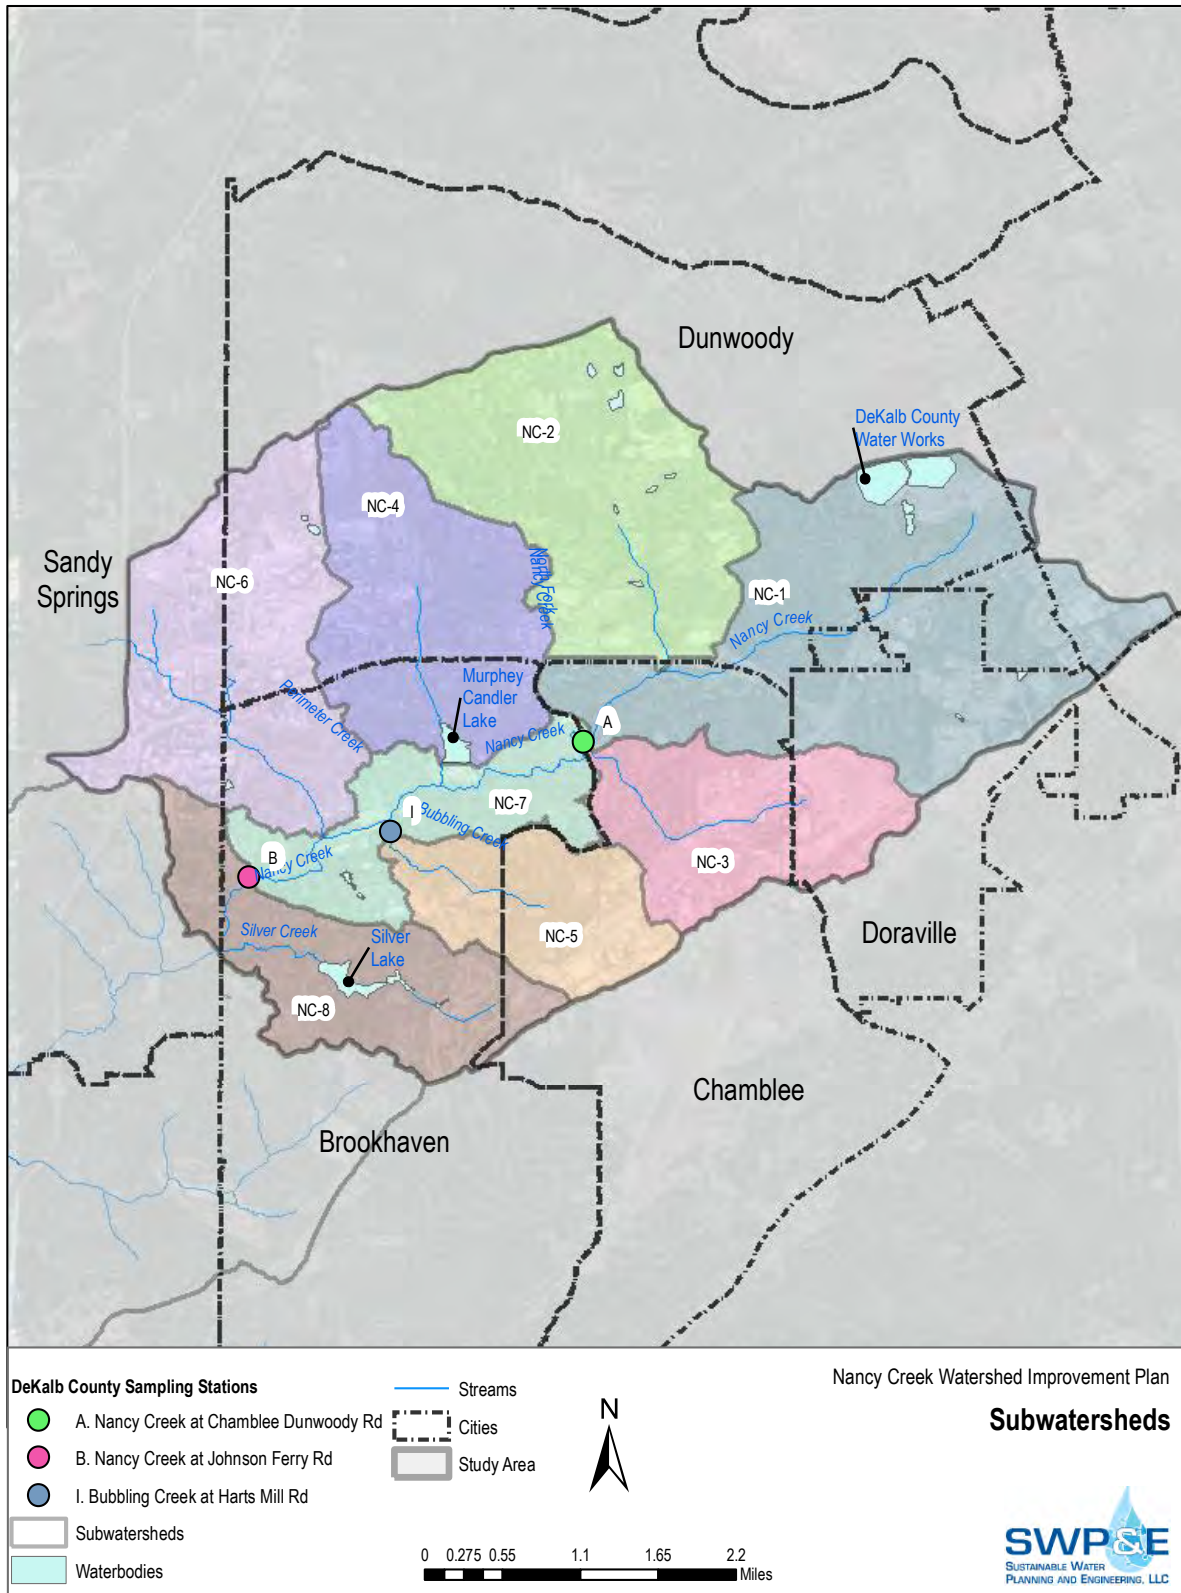 Dunwoody
DeKalb County
Water Works
NC-2
NC-4
Sandy
Springs
NC-6
North Fork
Nancy Creek
NC-1
Nancy Creek
Murphey
Candler
Lake
Perimeter Creek
A
Nancy Creek
NC-7
I
Bubbling Creek
B
Nancy Creek
NC-3
Silver Creek
Silver
Lake
NC-5
Doraville
NC-8
Chamblee
Brookhaven
DeKalb County Sampling Stations
A. Nancy Creek at Chamblee Dunwoody Rd
B. Nancy Creek at Johnson Ferry Rd
I. Bubbling Creek at Harts Mill Rd
Subwatersheds
Waterbodies
Streams
Cities
Study Area
N
0 0.275 0.55 1.1 1.65 2.2
Miles
Nancy Creek Watershed Improvement Plan
Subwatersheds
SWP&E
SUSTAINABLE WATER
PLANNING AND ENGINEERING, LLC